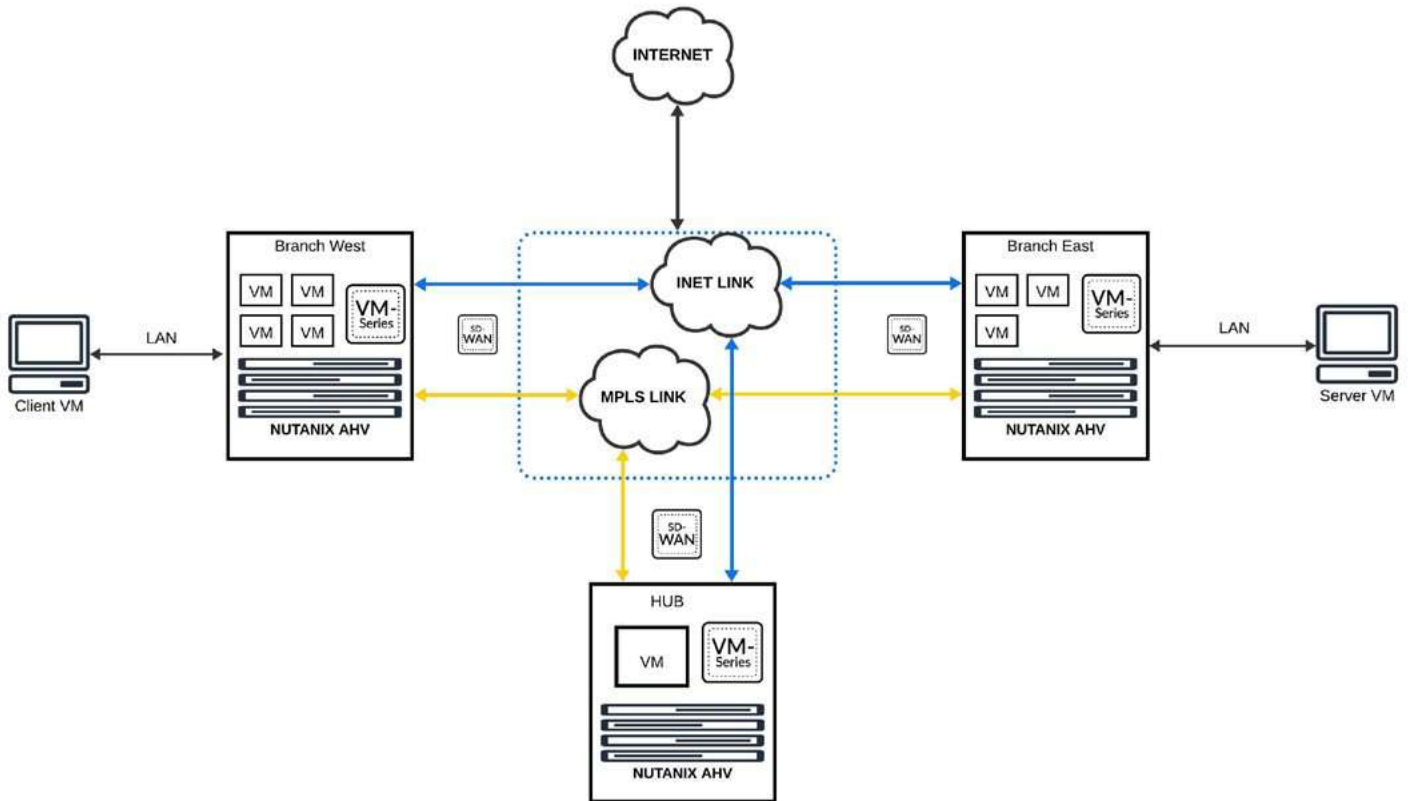 INTERNET
Branch West
VM VM
VM-
Series
VM VM
NUTANIX AHV
LAN
Client VM
SD-
WAN
INET LINK
MPLS LINK
SD-
WAN
Branch East
VM VM
VM-
Series
VM
NUTANIX AHV
LAN
Server VM
SD-
WAN
HUB
VM
VM-
Series
NUTANIX AHV